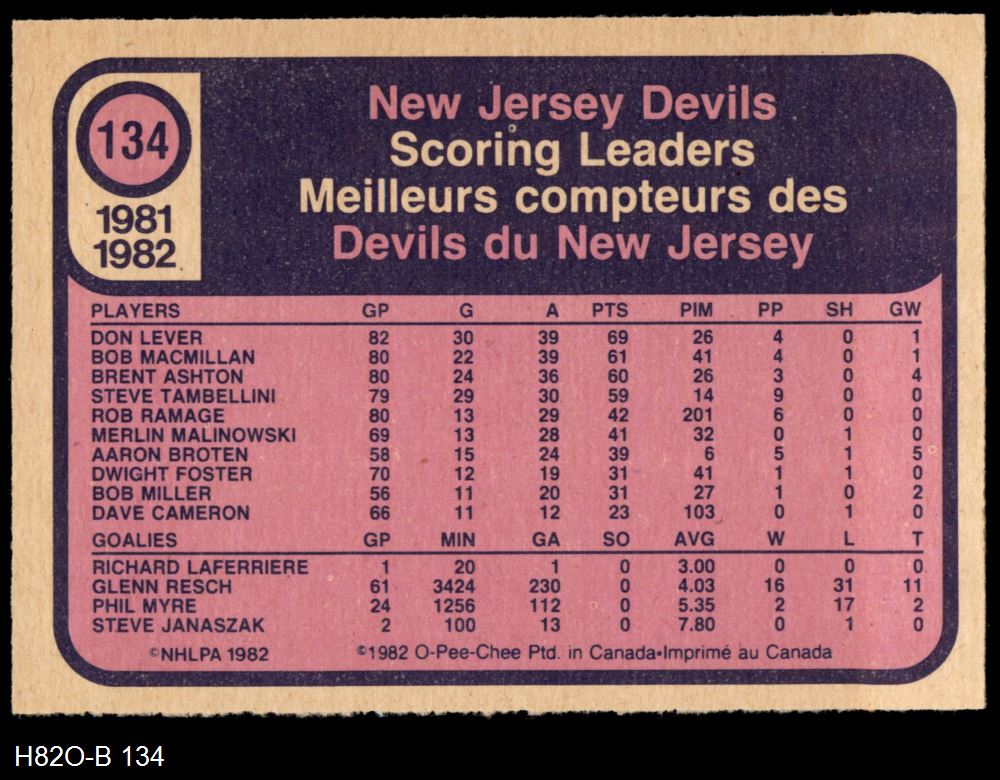 134
1981
1982
New Jersey Devils
Scoring Leaders
Meilleurs compteurs des
Devils du New Jersey
PLAYERS GP G A PTS PIM PP SH GW
DON LEVER 82 30 39 69 26 4 0 1
BOB MACMILLAN 80 22 39 61 41 4 0 1
BRENT ASHTON 80 24 36 60 26 3 0 4
STEVE TAMBELLINI 79 29 30 59 14 9 0 0
ROB RAMAGE 80 13 29 42 201 6 0 0
MERLIN MALINOWSKI 69 13 28 41 32 0 1 0
AARON BROTEN 58 15 24 39 6 5 1 5
DWIGHT FOSTER 70 12 19 31 41 1 1 0
BOB MILLER 56 11 20 31 27 1 0 2
DAVE CAMERON 66 11 12 23 103 0 1 0
GOALIES GP MIN GA SO AVG W L T
RICHARD LAFERRIERE 1 20 1 0 3.00 0 0 0
GLENN RESCH 61 3424 230 0 4.03 16 31 11
PHIL MYRE 24 1256 112 0 5.35 2 17 2
STEVE JANASZAK 2 100 13 0 7.80 0 1 0
©NHLPA 1982 ©1982 O-Pee-Chee Ptd. in Canada•Imprimé au Canada
H82O-B 134